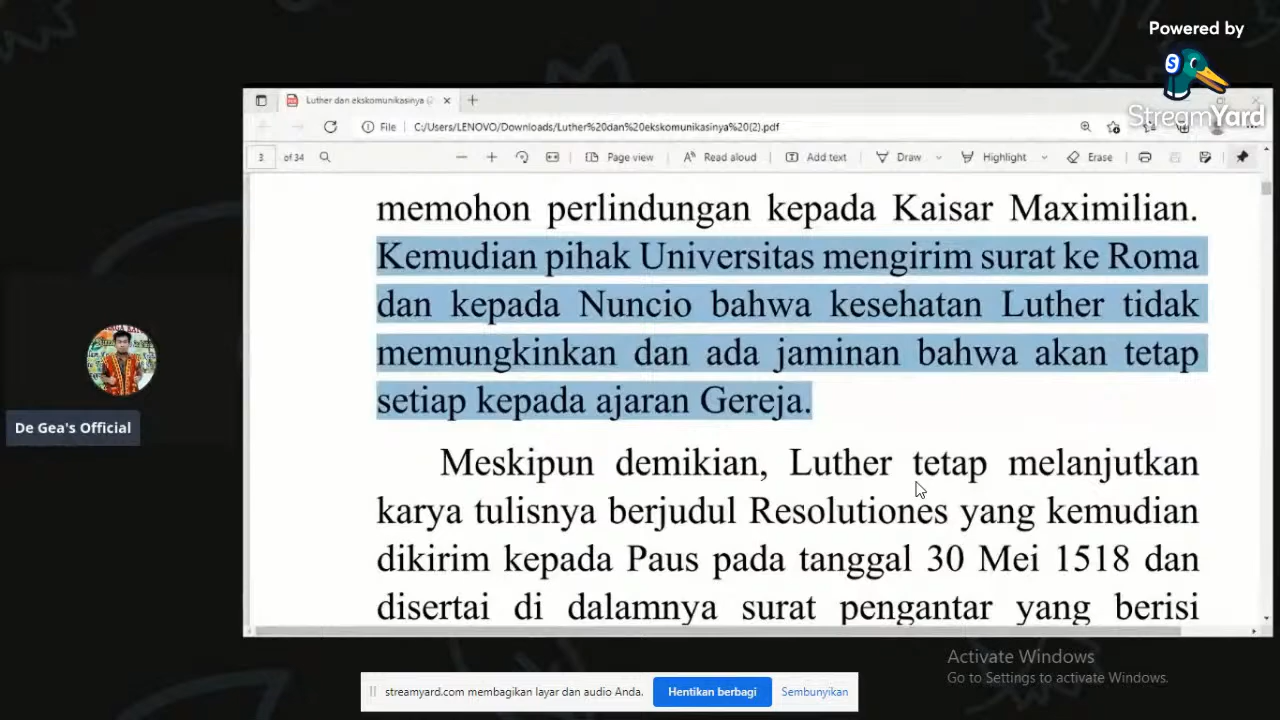 Powered by
StreamYard
Luther dan ekskomunikasinya (2
File
C:/Users/LENOVO/Downloads/Luther%20dan%20ekskomunikasinya%20(2).pdf
3 of 34
Page view
Read aloud
Add text
Draw
Highlight
Erase
memohon perlindungan kepada Kaisar Maximilian.
Kemudian pihak Universitas mengirim surat ke Roma
dan kepada Nuncio bahwa kesehatan Luther tidak
memungkinkan dan ada jaminan bahwa akan tetap
setiap kepada ajaran Gereja.
Meskipun demikian, Luther tetap melanjutkan
karya tulisnya berjudul Resolutiones yang kemudian
dikirim kepada Paus pada tanggal 30 Mei 1518 dan
disertai di dalamnya surat pengantar yang berisi
De Gea's Official
Activate Windows
Go to Settings to activate Windows.
streamyard.com membagikan layar dan audio Anda.
Hentikan berbagi
Sembunyikan